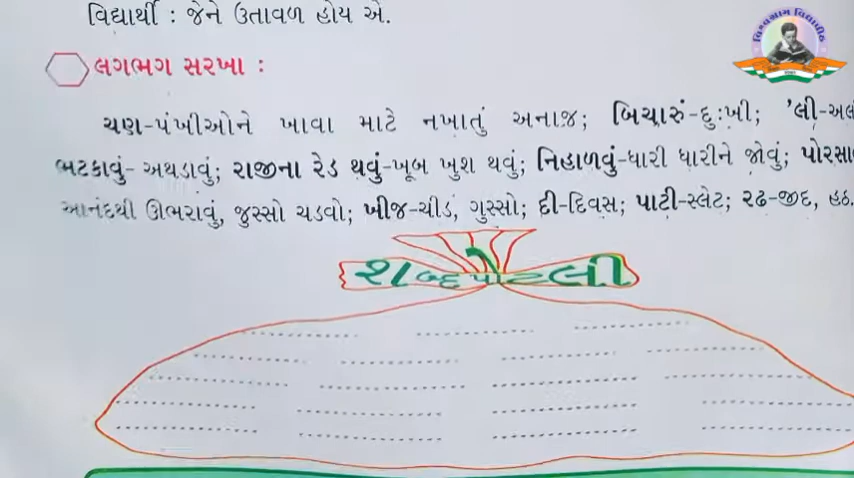 વિશ્વગ્રામ વિદ્યાપીઠ
વિદ્યાર્થી : જેને ઉતાવળ હોય એ.
લગભગ સરખા :
ચણ-પંખીઓને ખાવા માટે નખાતું અનાજ; બિચારું-દુઃખી; 'લી-અલ
ભટકાવું- અથડાવું; રાજીના રેડ થવું-ખૂબ ખુશ થવું; નિહાળવું-ધારી ધારીને જોવું; પોરસા
આનંદથી ઊભરાવું, જુસ્સો ચડવો; ખીજ-ચીડ, ગુસ્સો; દી-દિવસ; પાટી-સ્લેટ; રઢ-જીદ, હઠ.
શબ્દ પોટલી